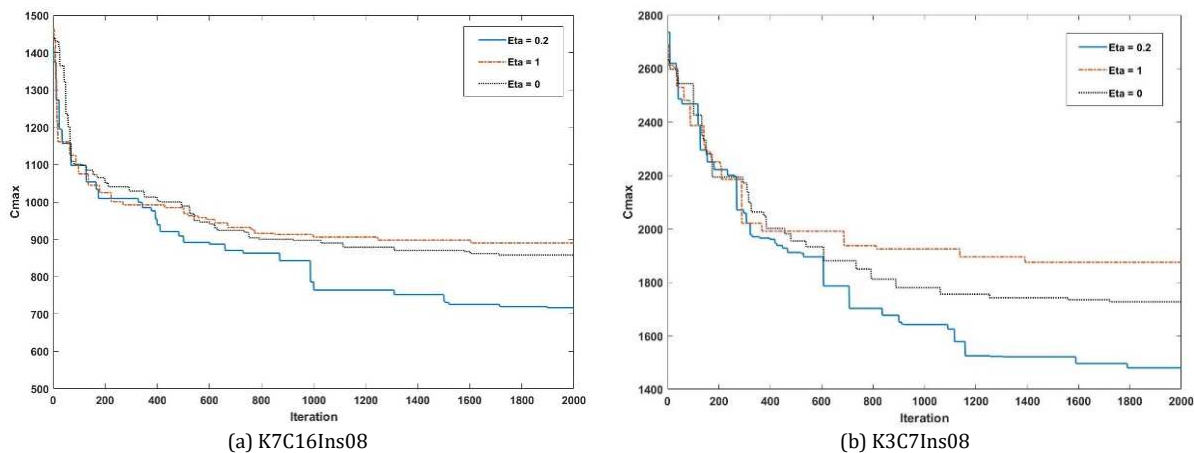 1500
1400
1300
1200
1100
1000
900
800
700
600
500
Cmax
0 200 400 600 800 1000 1200 1400 1600 1800 2000
Iteration
Eta = 0.2
Eta = 1
Eta = 0
(a) K7C16Ins08
2800
2600
2400
2200
2000
1800
1600
1400
Cmax
0 200 400 600 800 1000 1200 1400 1600 1800 2000
Iteration
Eta = 0.2
Eta = 1
Eta = 0
(b) K3C7Ins08